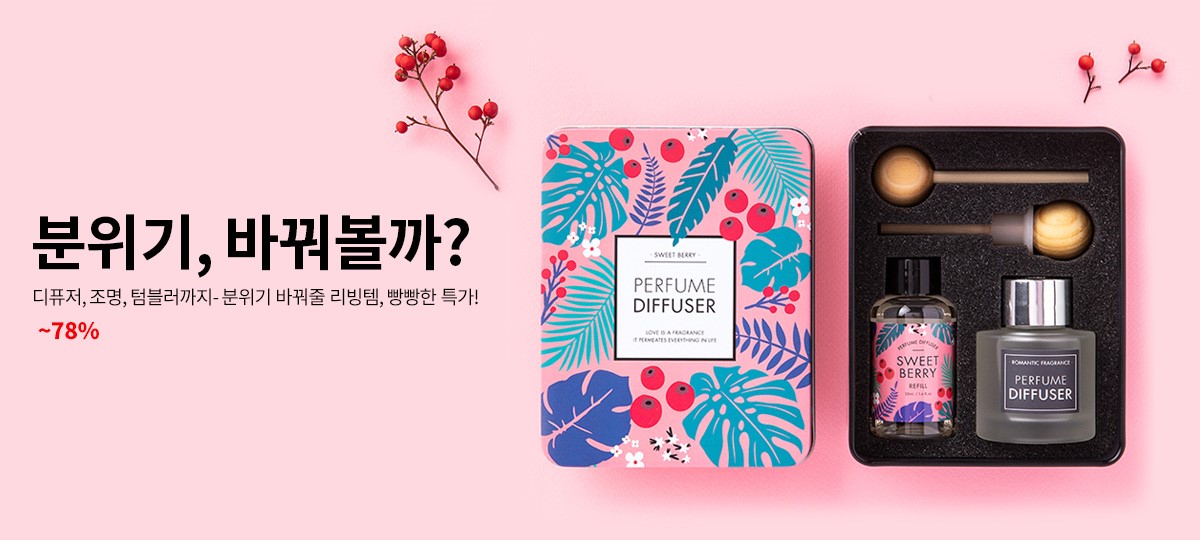 분위기, 바꿔볼까?
디퓨저, 조명, 텀블러까지- 분위기 바꿔줄 리빙템, 빵빵한 특가!
~78%
· SWEET BERRY ·
PERFUME
DIFFUSER
LOVE IS A FRAGRANCE
IT PERMEATES EVERYTHING IN LIFE
PERFUME DIFFUSER
SWEET
BERRY
REFILL
ROMANTIC FRAGRANCE
PERFUME
DIFFUSER